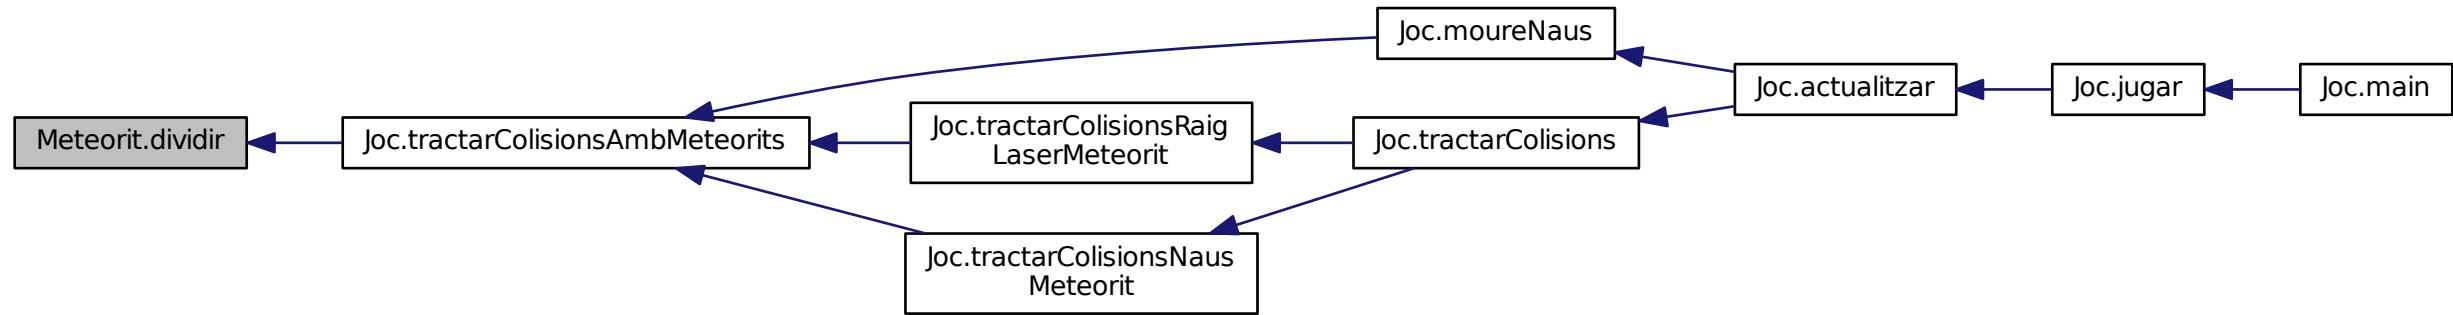 Meteorit.dividir
Joc.tractarColisionsAmbMeteorits
Joc.moureNaus
Joc.tractarColisionsRaig
LaserMeteorit
Joc.tractarColisionsNaus
Meteorit
Joc.tractarColisions
Joc.actualitzar
Joc.jugar
Joc.main